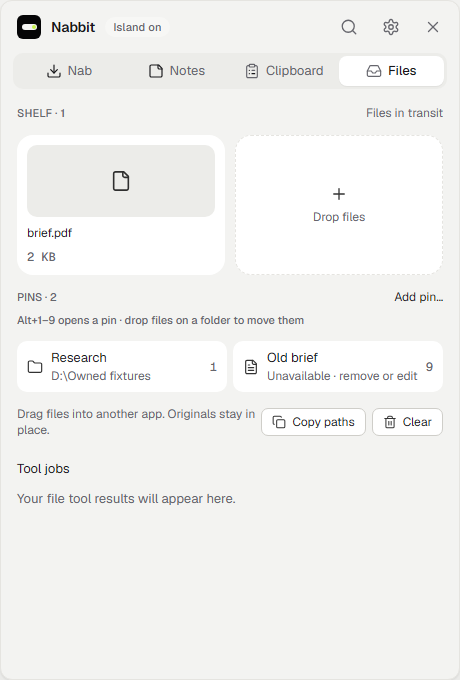 Nabbit
Island on
Nab
Notes
Clipboard
Files
SHELF · 1
Files in transit
brief.pdf
2 KB
Drop files
PINS · 2
Add pin…
Alt+1–9 opens a pin · drop files on a folder to move them
Research
D:\Owned fixtures
1
Old brief
Unavailable · remove or edit
9
Drag files into another app. Originals stay in
place.
Copy paths
Clear
Tool jobs
Your file tool results will appear here.